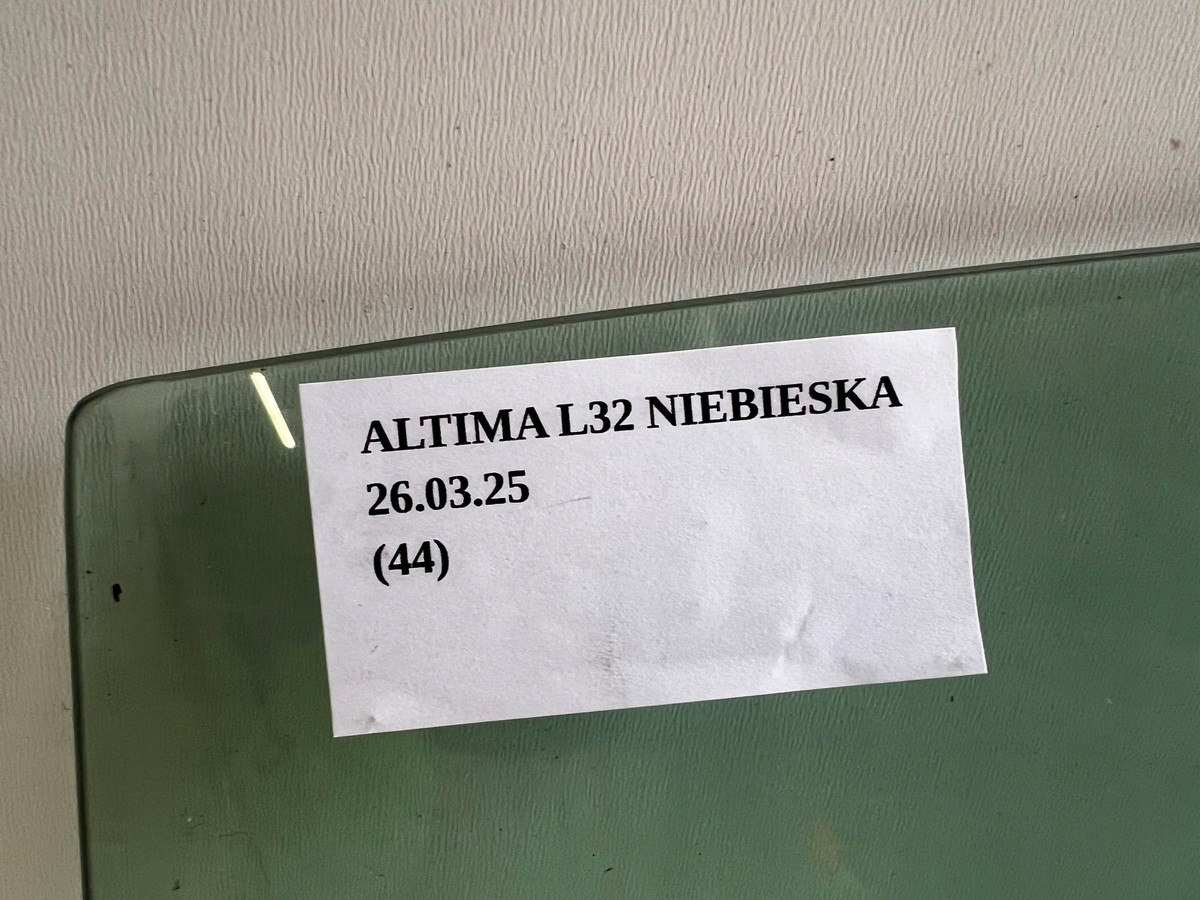 ALTIMA L32 NIEBIESKA
26.03.25
(44)